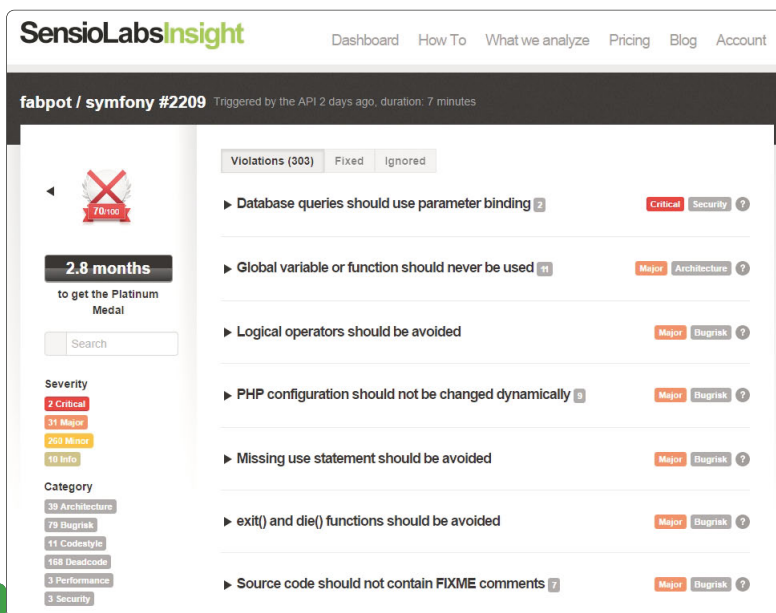 SensioLabsInsight
Dashboard How To What we analyze Pricing Blog Account
fabpot / symfony #2209 Triggered by the API 2 days ago, duration: 7 minutes
Violations (303) Fixed Ignored
70/100
2.8 months
to get the Platinum
Medal
Search
Severity
2 Critical
31 Major
260 Minor
10 Info
Category
39 Architecture
79 Bugrisk
11 Codestyle
168 Deadcode
3 Performance
3 Security
Database queries should use parameter binding 2 Critical Security ?
Global variable or function should never be used 11 Major Architecture ?
Logical operators should be avoided Major Bugrisk ?
PHP configuration should not be changed dynamically 9 Major Bugrisk ?
Missing use statement should be avoided Major Bugrisk ?
exit() and die() functions should be avoided Major Bugrisk ?
Source code should not contain FIXME comments 7 Major Bugrisk ?